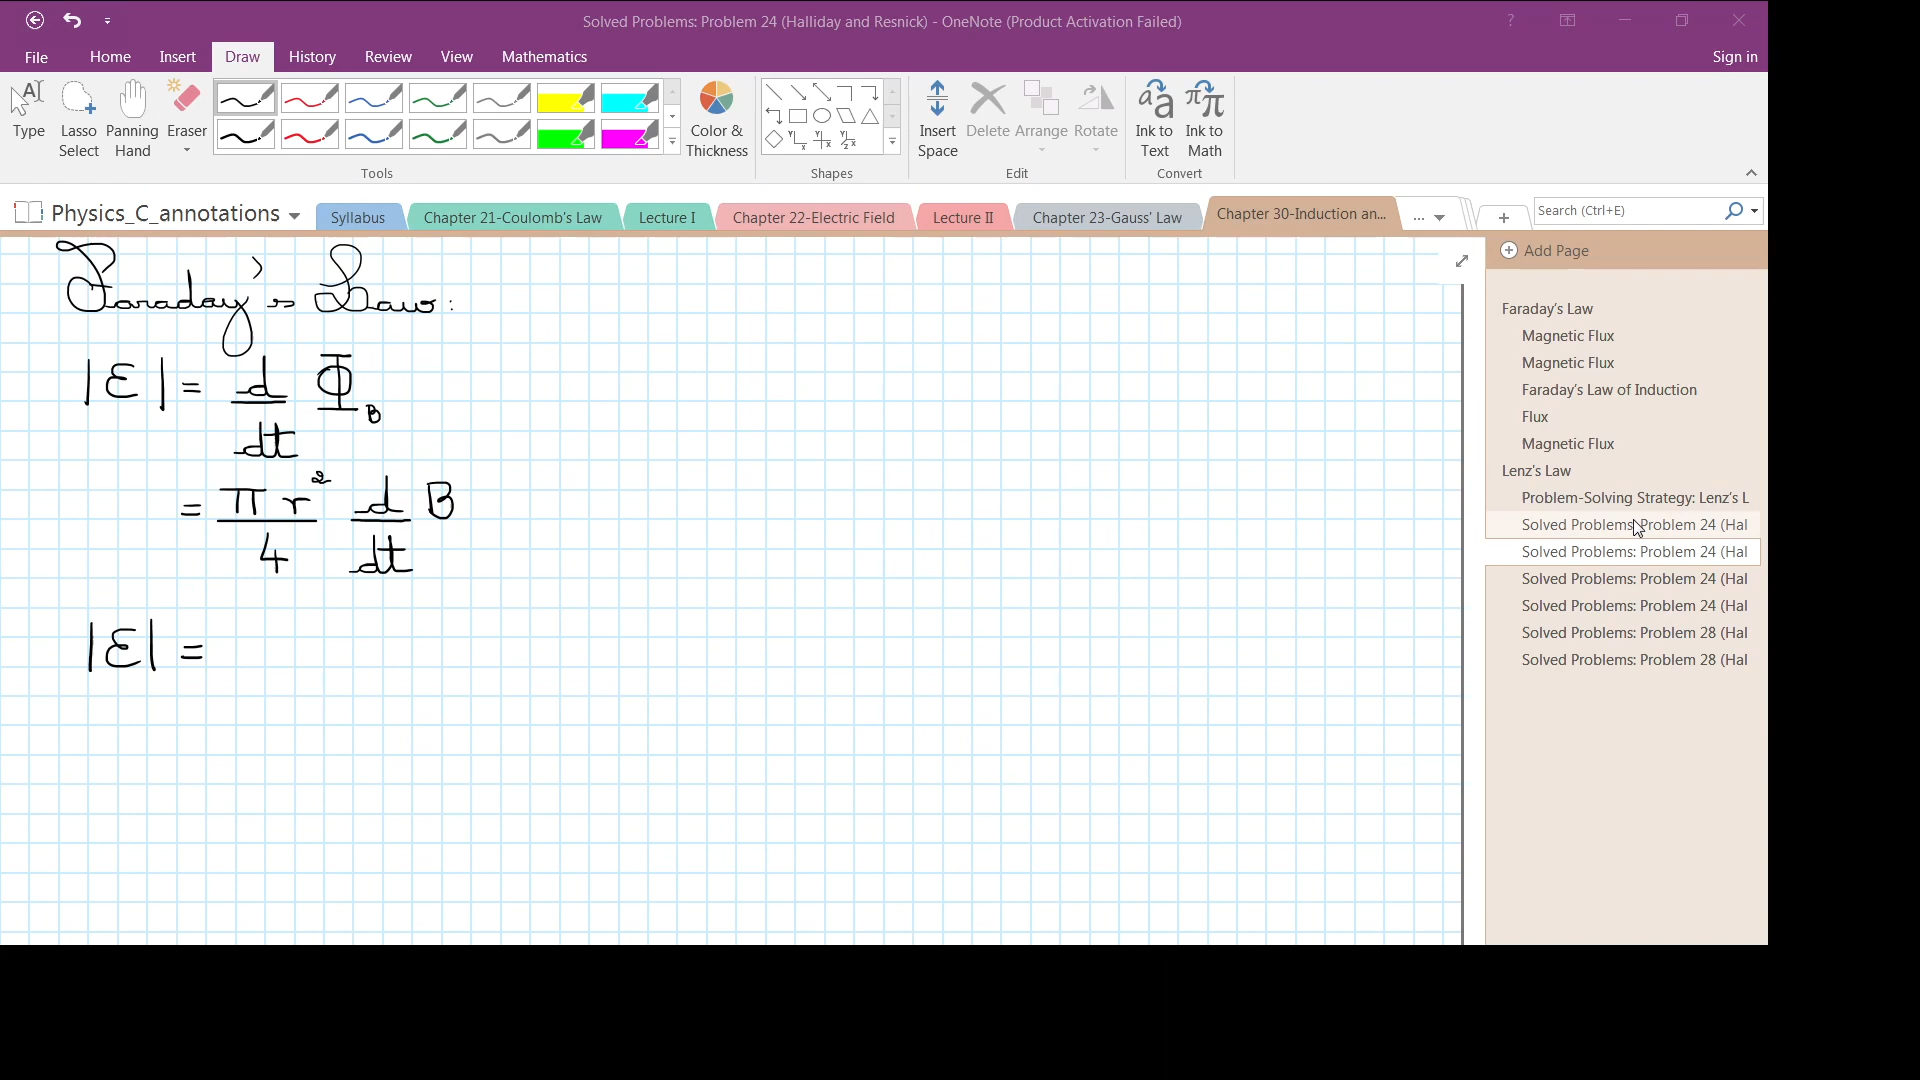 Solved Problems: Problem 24 (Halliday and Resnick) - OneNote (Product Activation Failed)
?
File Home Insert Draw History Review View Mathematics Sign in
Type
Lasso Select
Panning Hand
Eraser
Color & Thickness
Insert Space
Delete
Arrange
Rotate
Ink to Text
Ink to Math
Tools Shapes Edit Convert
Physics_C_annotations
Syllabus
Chapter 21-Coulomb's Law
Lecture I
Chapter 22-Electric Field
Lecture II
Chapter 23-Gauss' Law
Chapter 30-Induction an...
...
Search (Ctrl+E)
Add Page
Faraday's Law
Magnetic Flux
Magnetic Flux
Faraday's Law of Induction
Flux
Magnetic Flux
Lenz's Law
Problem-Solving Strategy: Lenz's L
Solved Problems: Problem 24 (Hal
Solved Problems: Problem 24 (Hal
Solved Problems: Problem 24 (Hal
Solved Problems: Problem 24 (Hal
Solved Problems: Problem 28 (Hal
Solved Problems: Problem 28 (Hal
Faraday's Law:
|ε| = d/dt Φ_B
= πr²/4 d/dt B
|ε| =